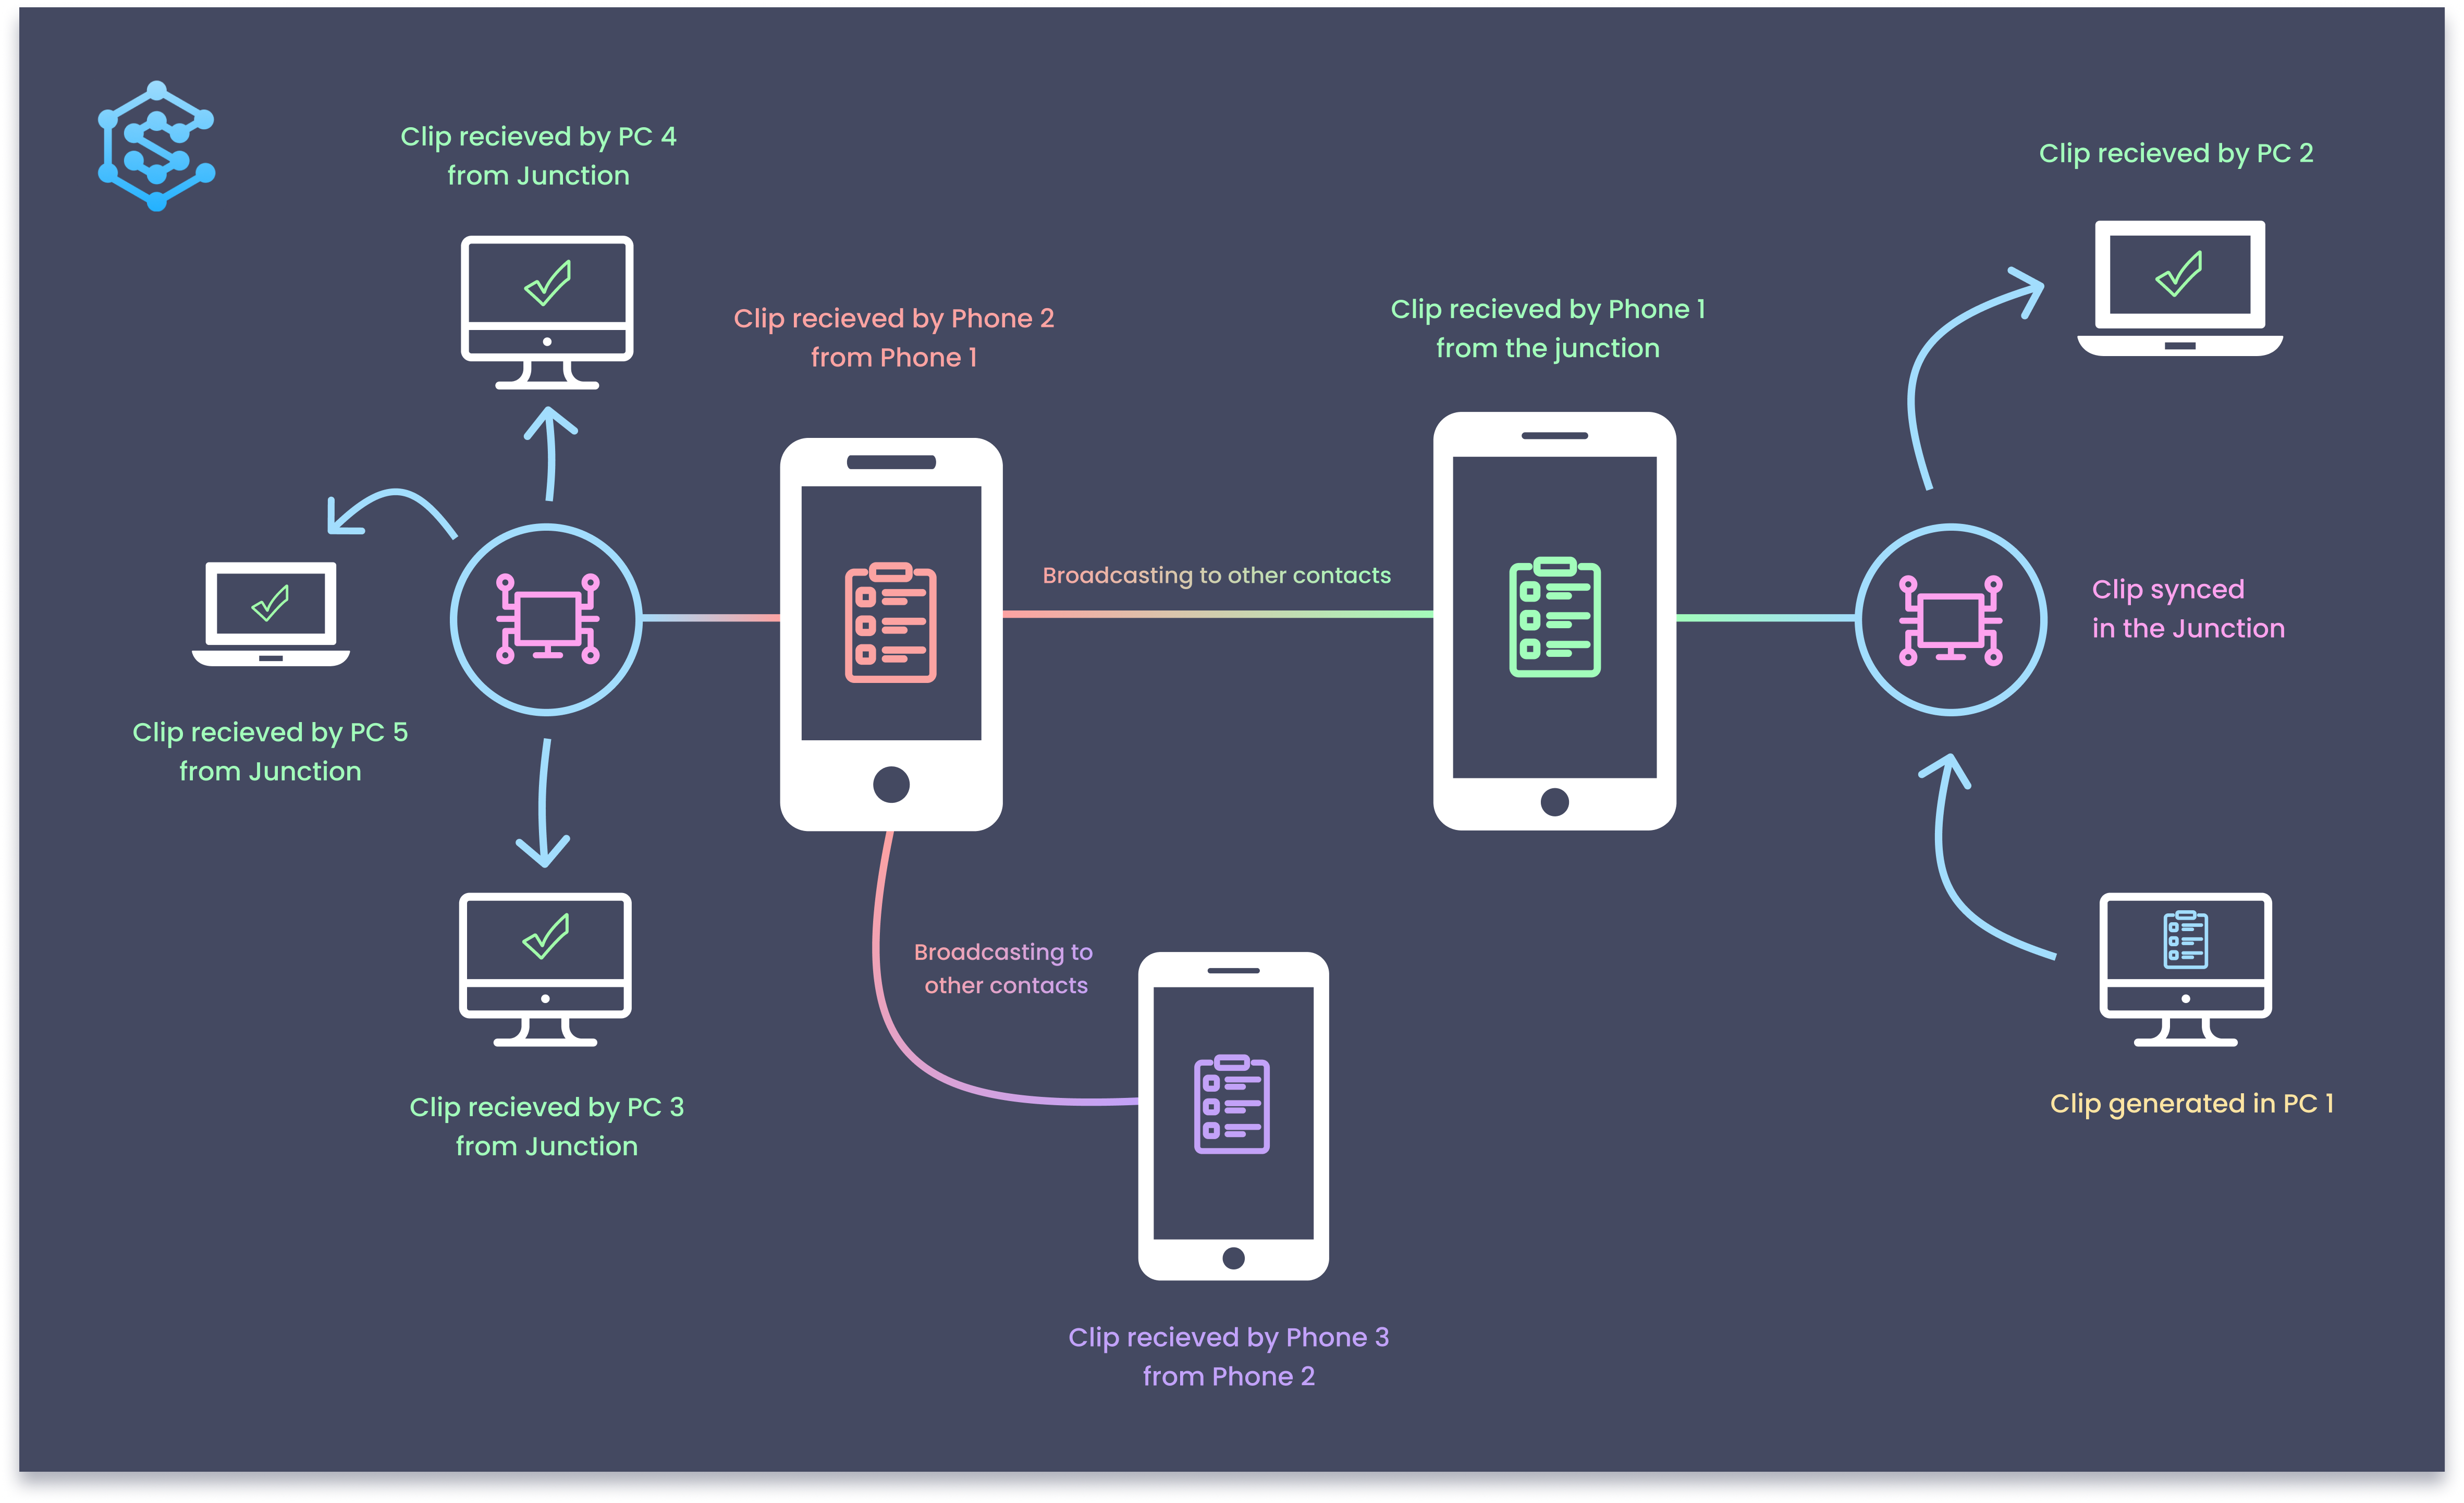 Clip recieved by PC 4
from Junction
Clip recieved by PC 2
Clip recieved by Phone 2
from Phone 1
Clip recieved by Phone 1
from the junction
Broadcasting to other contacts
Clip synced
in the Junction
Clip recieved by PC 5
from Junction
Broadcasting to
other contacts
Clip recieved by PC 3
from Junction
Clip generated in PC 1
Clip recieved by Phone 3
from Phone 2